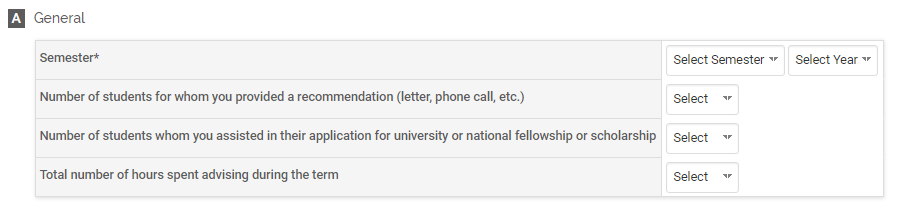 A General
Semester* Select Semester Select Year
Number of students for whom you provided a recommendation (letter, phone call, etc.) Select
Number of students whom you assisted in their application for university or national fellowship or scholarship Select
Total number of hours spent advising during the term Select